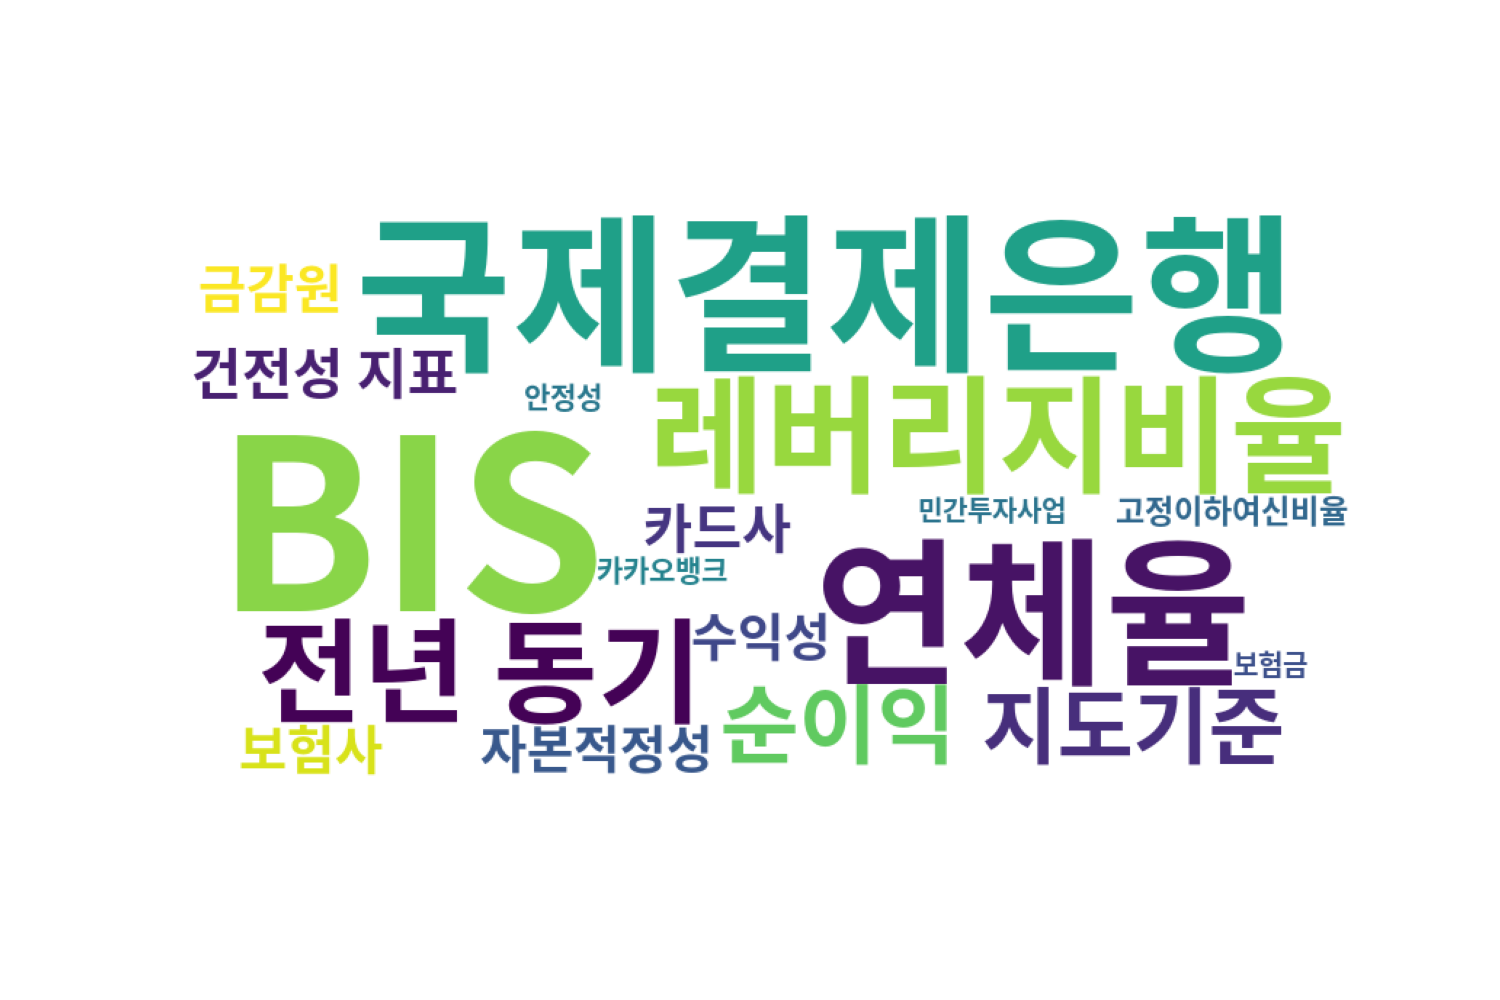 국제결제은행
금감원
건전성 지표
안정성
레버리지비율
BIS
카드사
민간투자사업
고정이하여신비율
카카오뱅크
연체율
전년 동기
수익성
보험금
보험사
자본적정성
순이익
지도기준